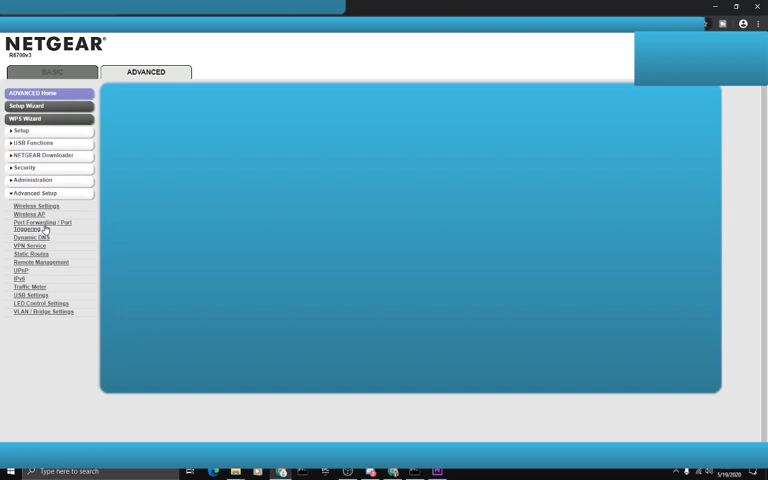 NETGEAR®
R6700v3
BASIC
ADVANCED
ADVANCED Home
Setup Wizard
WPS Wizard
Setup
USB Functions
NETGEAR Downloader
Security
Administration
Advanced Setup
Wireless Settings
Wireless AP
Port Forwarding / Port
Triggering
Dynamic DNS
VPN Service
Static Routes
Remote Management
UPnP
IPv6
Traffic Meter
USB Settings
LED Control Settings
VLAN / Bridge Settings
Type here to search
5/19/2020